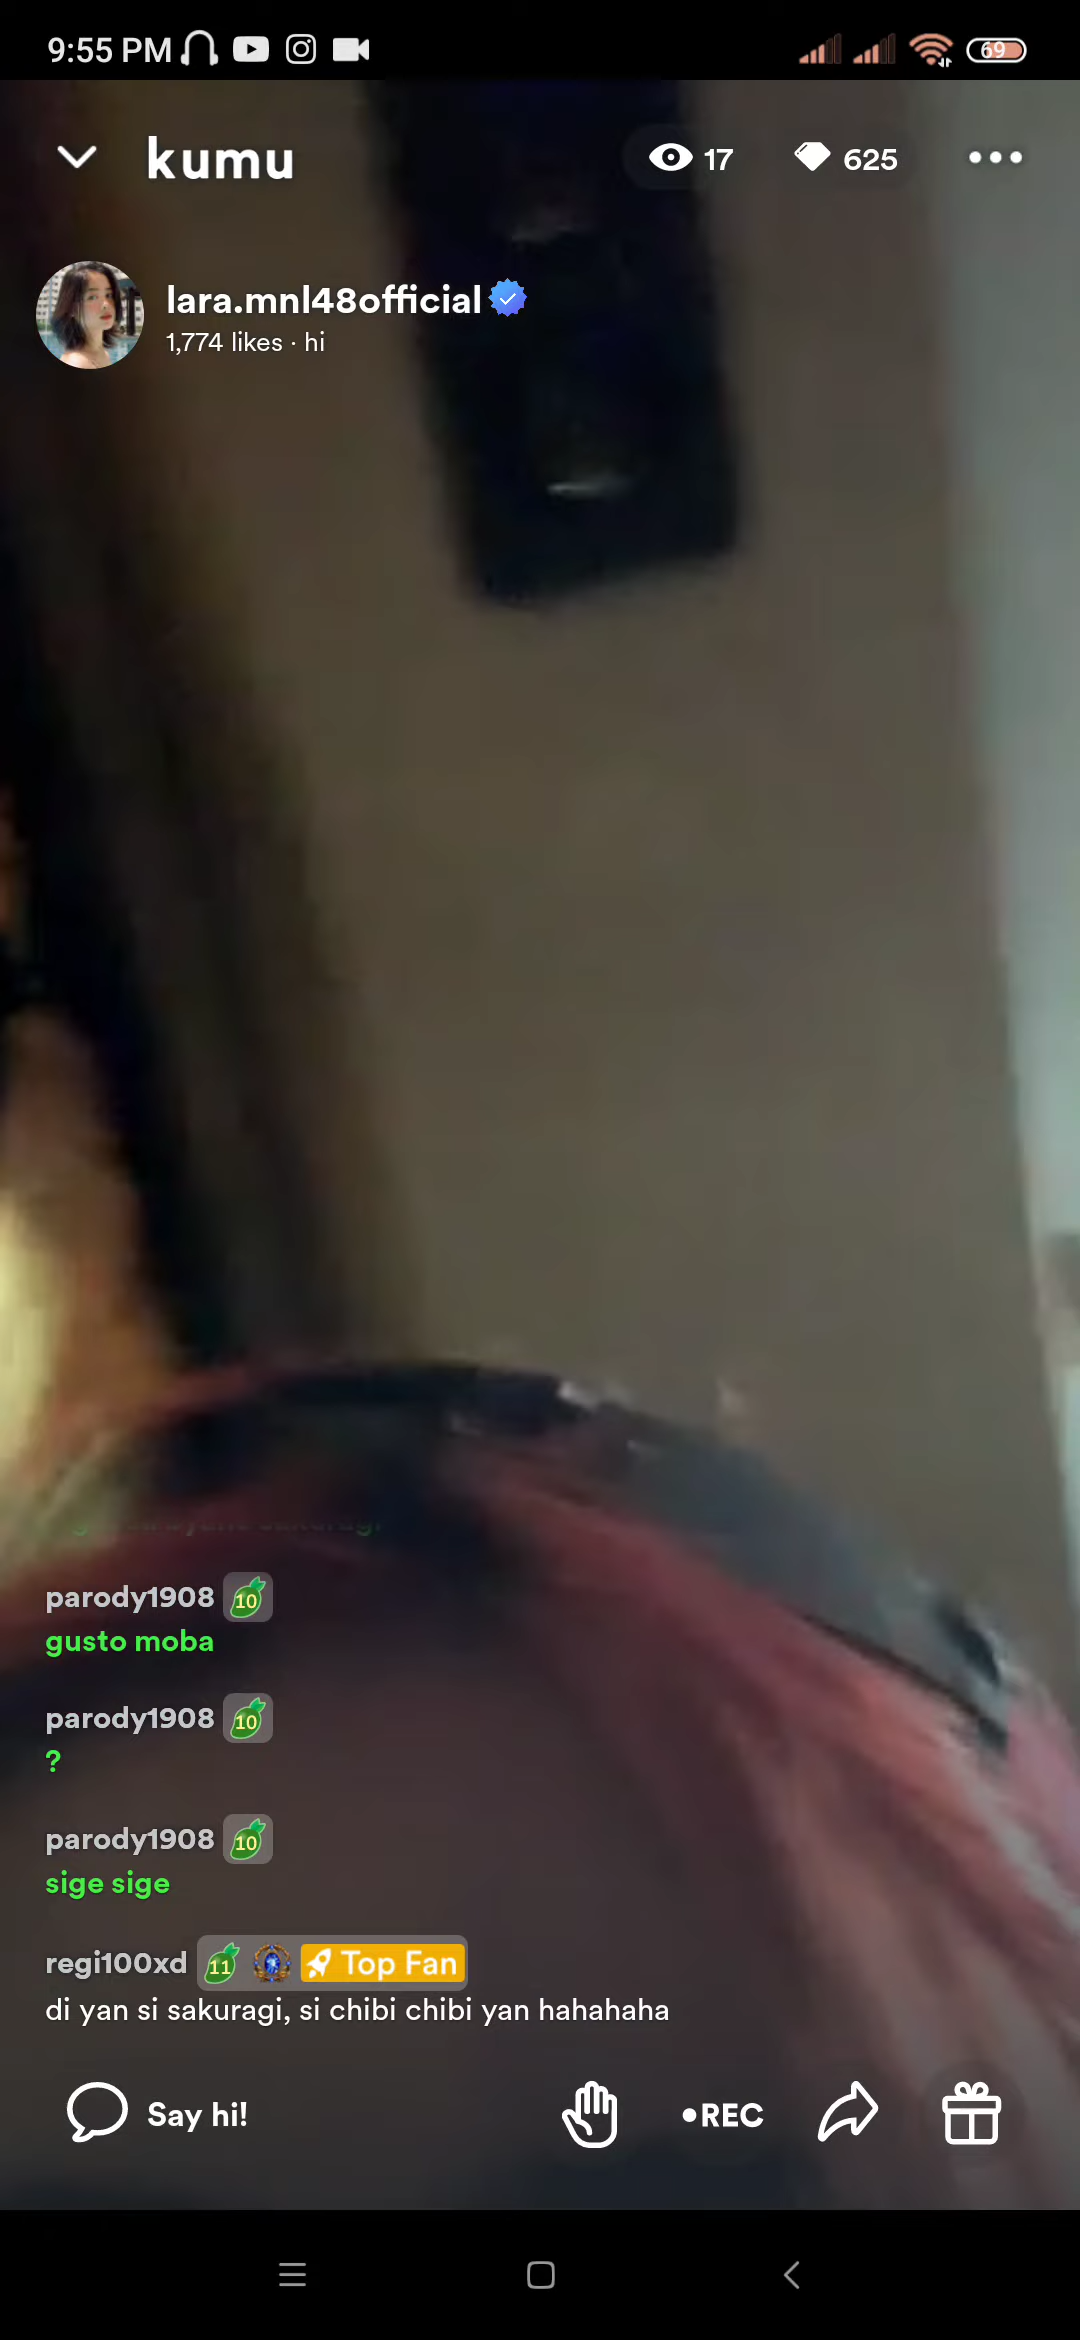 9:55 PM
69
kumu
17
625
lara.mnl48official
1,774 likes · hi
parody1908 10
gusto moba
parody1908 10
?
parody1908 10
sige sige
regi100xd 11 Top Fan
di yan si sakuragi, si chibi chibi yan hahahaha
Say hi!
•REC